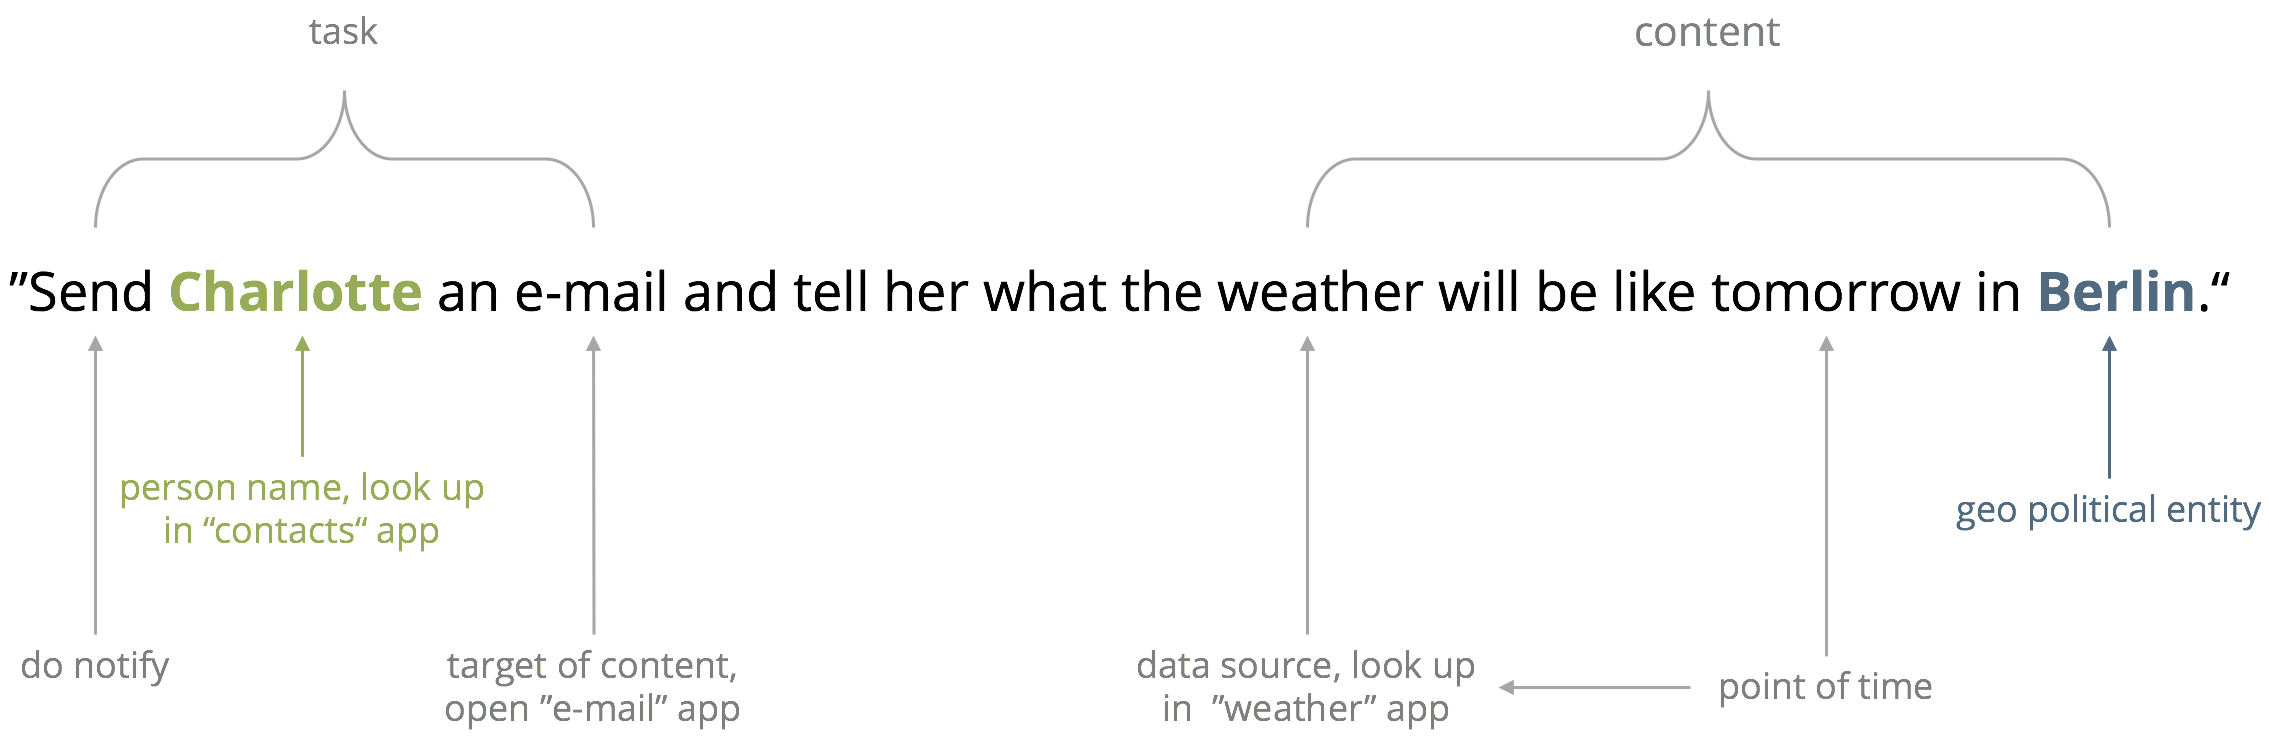 task
content
”Send Charlotte an e-mail and tell her what the weather will be like tomorrow in Berlin.“
person name, look up
in “contacts“ app
geo political entity
do notify
target of content,
open ”e-mail” app
data source, look up
in ”weather” app
point of time